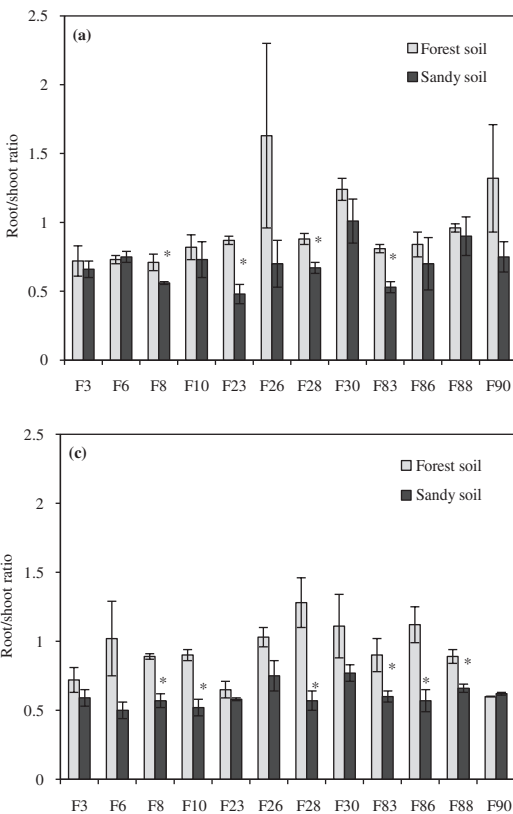 (a)
Forest soil
Sandy soil
Root/shoot ratio
2.5
2
1.5
1
0.5
0
* * * *
F3 F6 F8 F10 F23 F26 F28 F30 F83 F86 F88 F90
(c)
Forest soil
Sandy soil
Root/shoot ratio
2.5
2
1.5
1
0.5
0
* * * * * *
F3 F6 F8 F10 F23 F26 F28 F30 F83 F86 F88 F90